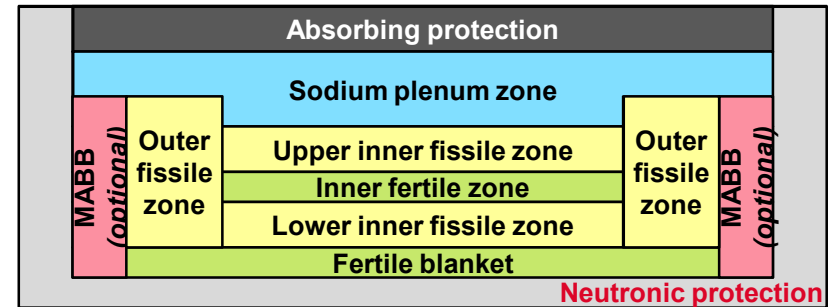 Absorbing protection
Sodium plenum zone
MABB
(optional)
Outer
fissile
zone
Upper inner fissile zone
Inner fertile zone
Lower inner fissile zone
Outer
fissile
zone
MABB
(optional)
Fertile blanket
Neutronic protection